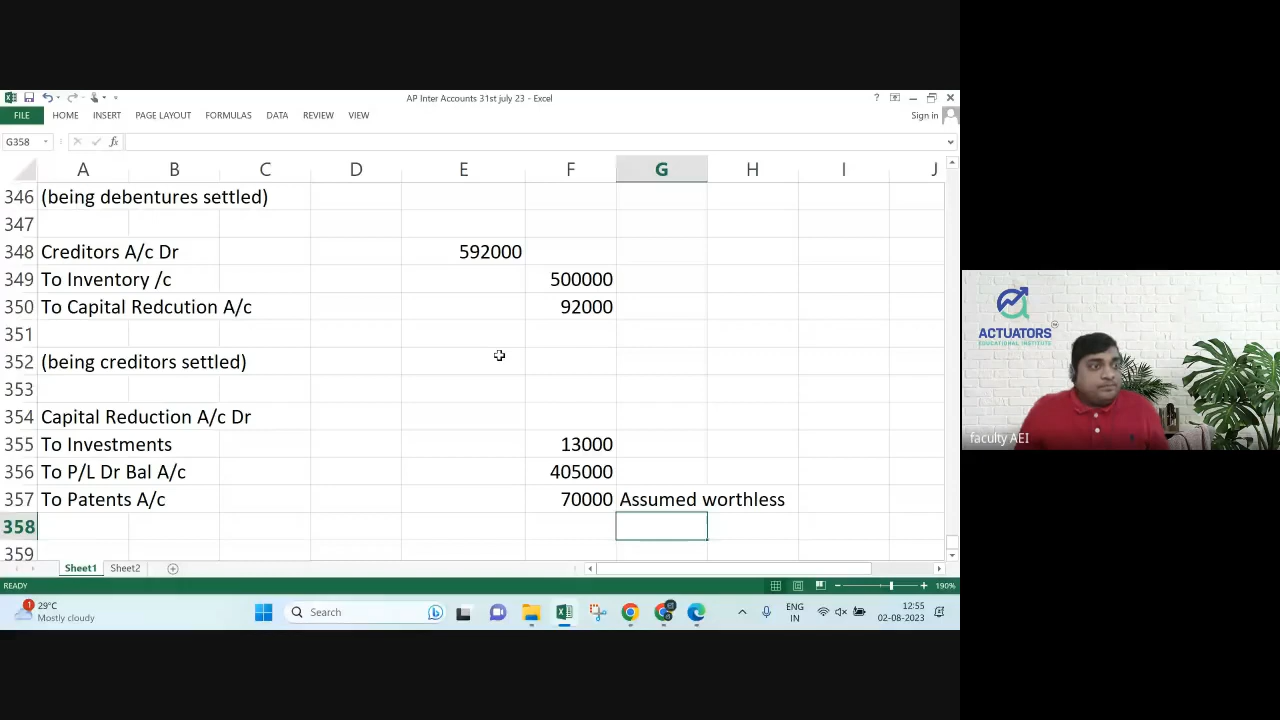 AP Inter Accounts 31st july 23 - Excel
?
FILE HOME INSERT PAGE LAYOUT FORMULAS DATA REVIEW VIEW Sign in
G358 fx
A B C D E F G H I J
346 (being debentures settled)
347
348 Creditors A/c Dr 592000
349 To Inventory /c 500000
350 To Capital Redcution A/c 92000
351
352 (being creditors settled)
353
354 Capital Reduction A/c Dr
355 To Investments 13000
356 To P/L Dr Bal A/c 405000
357 To Patents A/c 70000 Assumed worthless
358
359
Sheet1 Sheet2
READY 190%
1 29°C
Mostly cloudy
Search
ENG
IN
12:55
02-08-2023
ACTUATORS
EDUCATIONAL INSTITUTE
faculty AEI